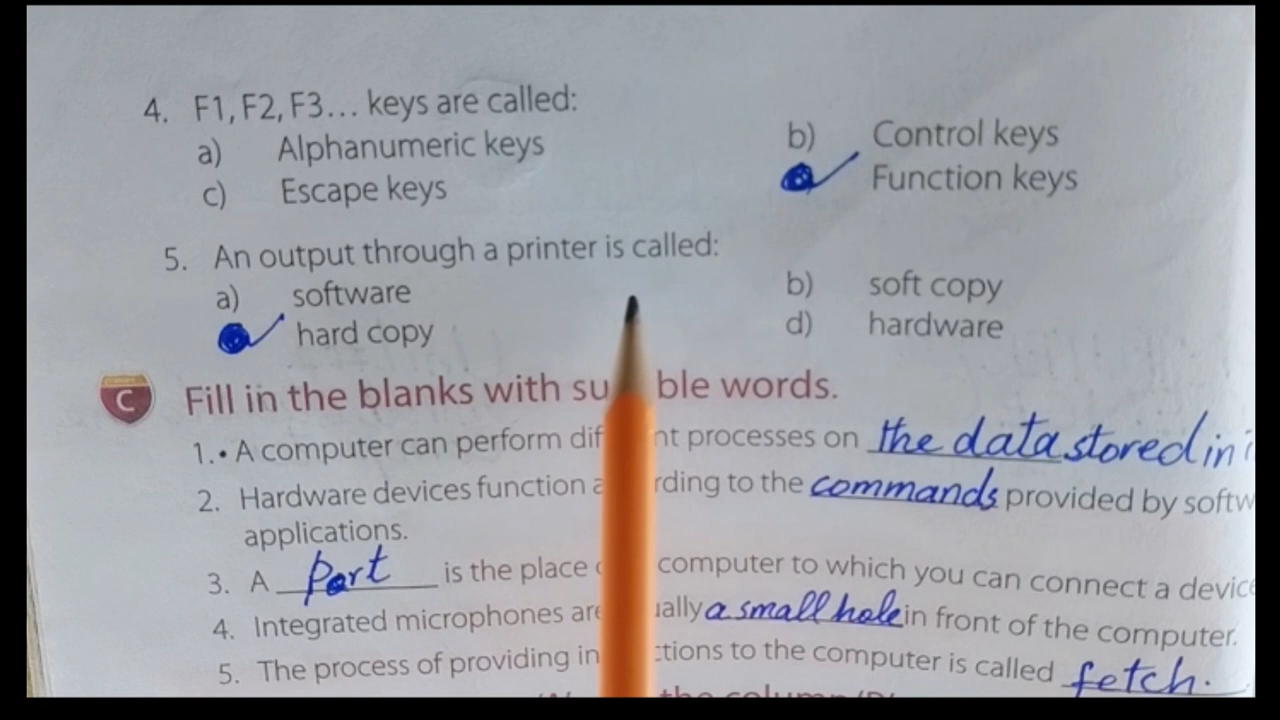 4. F1, F2, F3... keys are called:
a) Alphanumeric keys b) Control keys
c) Escape keys Function keys
5. An output through a printer is called:
a) software b) soft copy
hard copy d) hardware
C Fill in the blanks with su ble words.
1. • A computer can perform dif nt processes on the data stored in
2. Hardware devices function a rding to the commands provided by softw
applications.
3. A Port is the place computer to which you can connect a device
4. Integrated microphones are ually a small hole in front of the computer.
5. The process of providing in ctions to the computer is called fetch.
the column